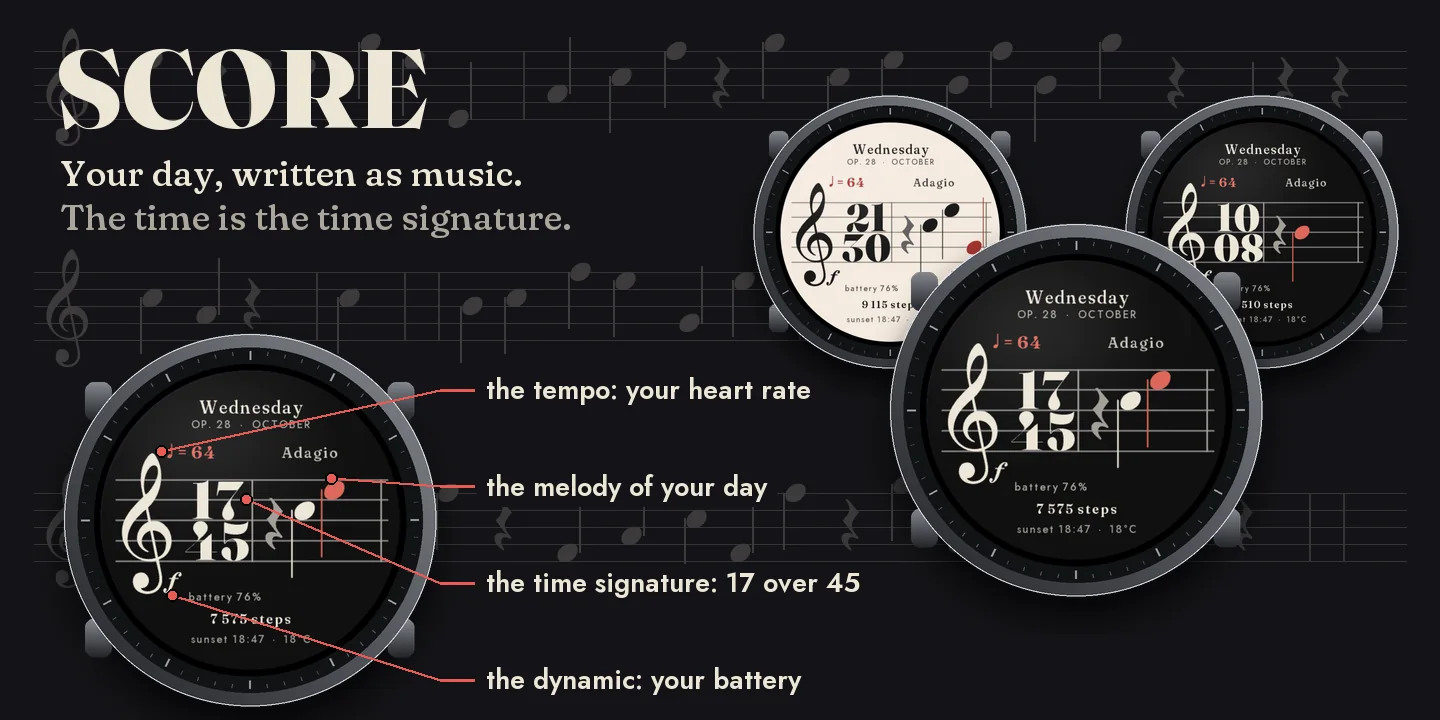 SCORE
Your day, written as music.
The time is the time signature.
Wednesday
OP. 28 · OCTOBER
♩= 64
Adagio
21
30
f
battery 76%
9 115 step
sunset 18:47 ·
Wednesday
OP. 28 · OCTOBER
♩= 64
Adagio
10
08
f
ry 76%
510 steps
18:47 · 18°C
Wednesday
OP. 28 · OCTOBER
♩= 64
Adagio
17
45
f
battery 76%
7 575 steps
sunset 18:47 · 18°C
Wednesday
OP. 28 · OCTOBER
♩= 64
Adagio
17
45
f
battery 76%
7 575 steps
sunset 18:47 · 18°C
the tempo: your heart rate
the melody of your day
the time signature: 17 over 45
the dynamic: your battery